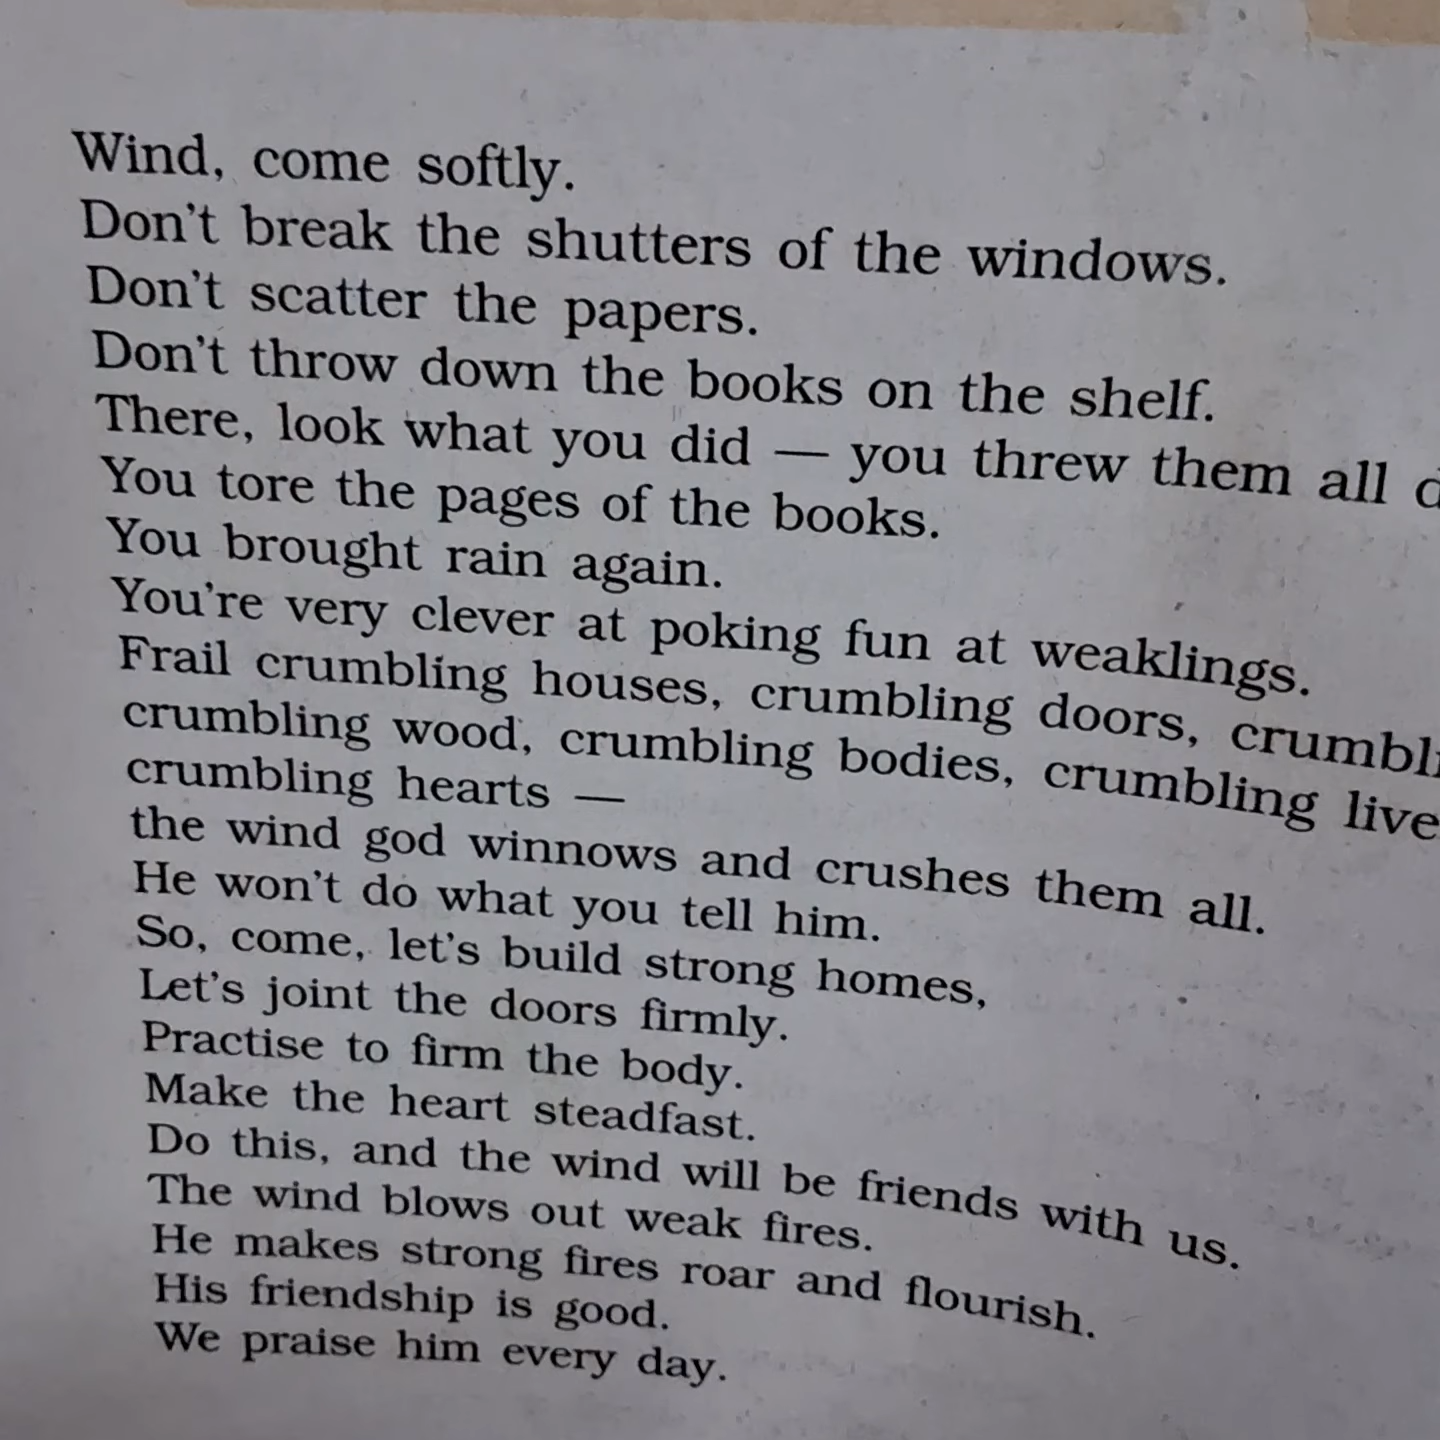 Wind, come softly.
Don't break the shutters of the windows.
Don't scatter the papers.
Don't throw down the books on the shelf.
There, look what you did — you threw them all
You tore the pages of the books.
You brought rain again.
You're very clever at poking fun at weaklings.
Frail crumbling houses, crumbling doors,
crumbling wood, crumbling bodies, crumbling
crumbling hearts —
the wind god winnows and crushes them all.
He won't do what you tell him.
So, come, let's build strong homes,
Let's joint the doors firmly.
Practise to firm the body.
Make the heart steadfast.
Do this, and the wind will be friends with us.
The wind blows out weak fires.
He makes strong fires roar and flourish.
His friendship is good.
We praise him every day.